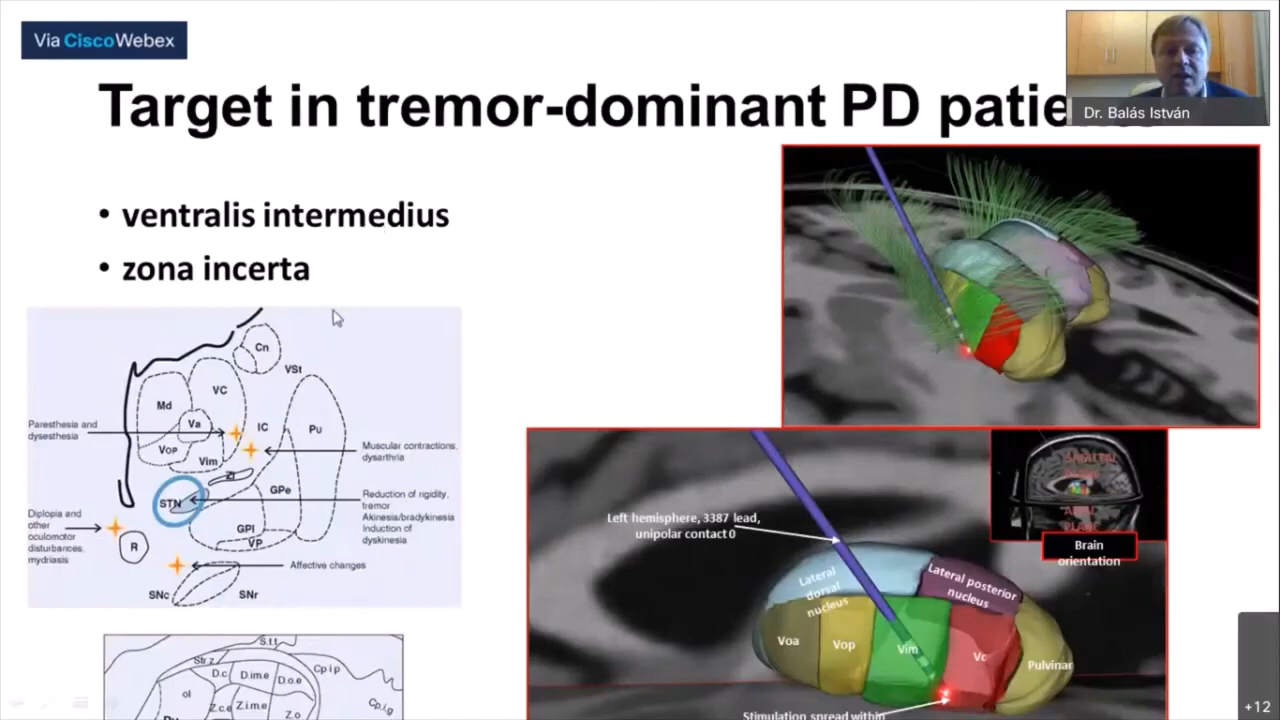 Via Cisco Webex
Target in tremor-dominant PD
Dr. Balás István
• ventralis intermedius
• zona incerta
Cn
VSt
VC
Md
Va
IC
Pu
Paresthesia and
dysesthesia
Vop
Vim
Muscular contractions,
dysarthria
ZI
STN
GPe
Reduction of rigidity,
tremor
Akinesia/bradykinesia
Induction of
dyskinesia
Diplopia and
other
oculomotor
disturbances,
mydriasis
R
GPI
VP
Affective changes
SNc
SNr
S.t.t
Str.z
D.c
D.im.e
D.o.e
Cp i p
ol
Z.c.e
Z.i.m.e
Z.o
Cp.i.g
Left hemisphere, 3387 lead,
unipolar contact 0
Brain
orientation
Lateral
dorsal
nucleus
Lateral posterior
nucleus
Voa
Vop
Vim
Vc
Pulvinar
Stimulation spread within
+12